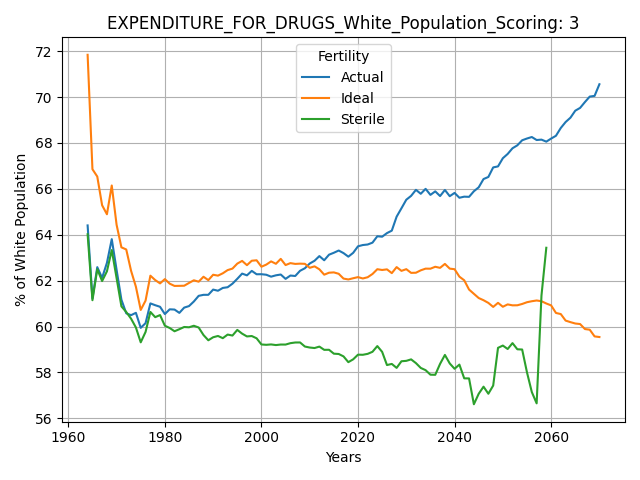 EXPENDITURE_FOR_DRUGS_White_Population_Scoring: 3
Fertility
Actual
Ideal
Sterile
% of White Population
72
70
68
66
64
62
60
58
56
1960
1980
2000
2020
2040
2060
Years